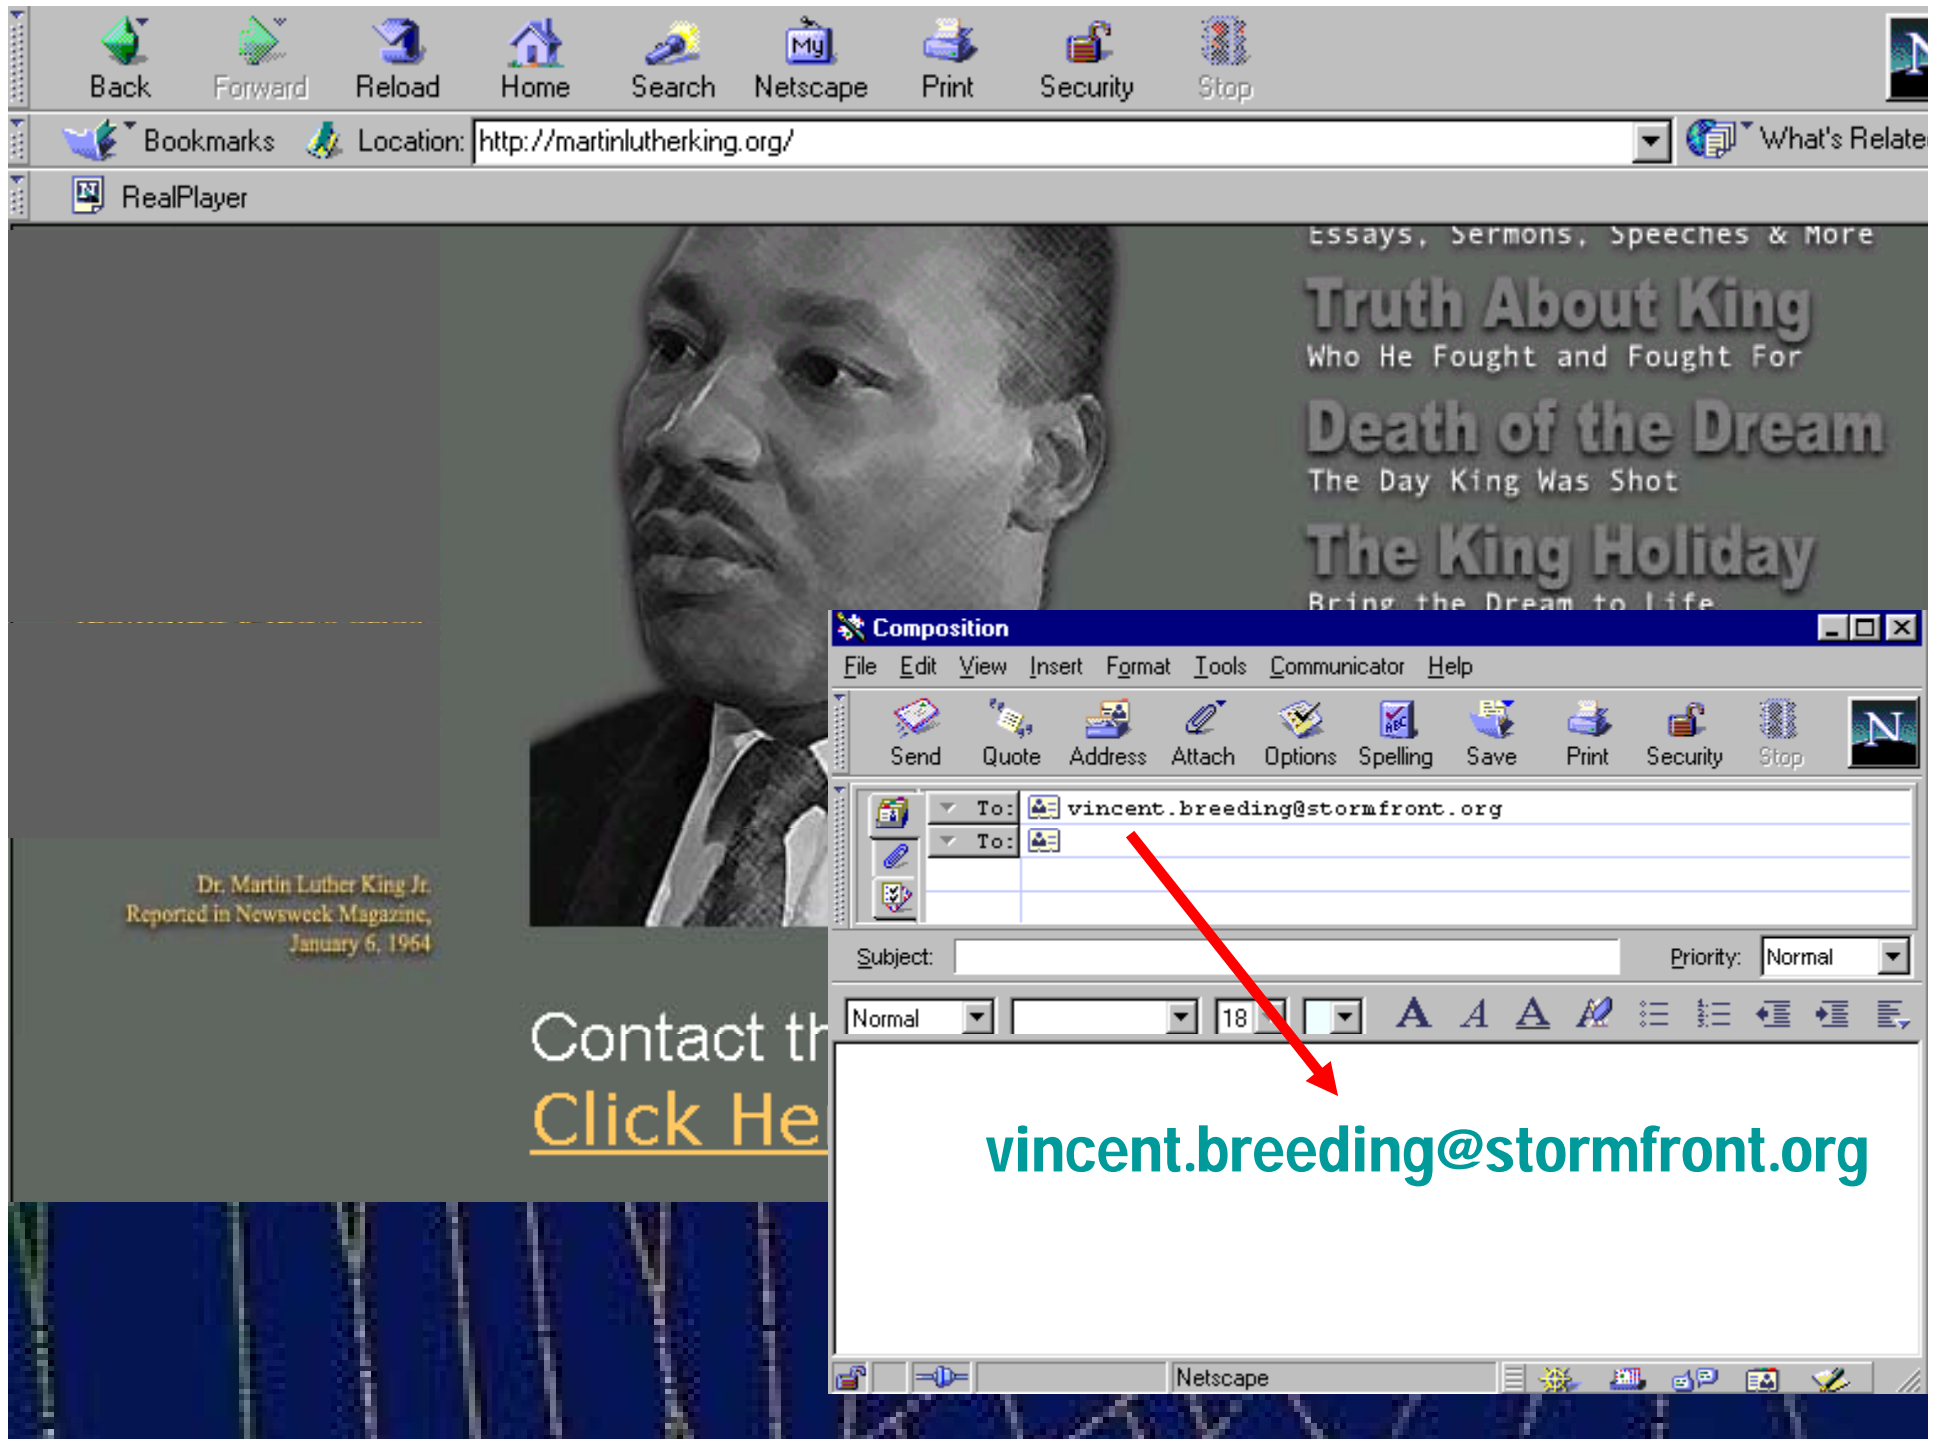 Back Forward Reload Home Search Netscape Print Security Stop
My
N
Bookmarks Location: http://martinlutherking.org/ What's Relate
N RealPlayer
Essays, Sermons, Speeches & More
Truth About King
Who He Fought and Fought For
Death of the Dream
The Day King Was Shot
The King Holiday
Bring the Dream to Life
Dr. Martin Luther King Jr.
Reported in Newsweek Magazine,
January 6, 1964
Contact th
Click He
Composition
File Edit View Insert Format Tools Communicator Help
ABC
N
Send Quote Address Attach Options Spelling Save Print Security Stop
To: vincent.breeding@stormfront.org
To:
Subject: Priority: Normal
Normal 18 A A A
vincent.breeding@stormfront.org
Netscape